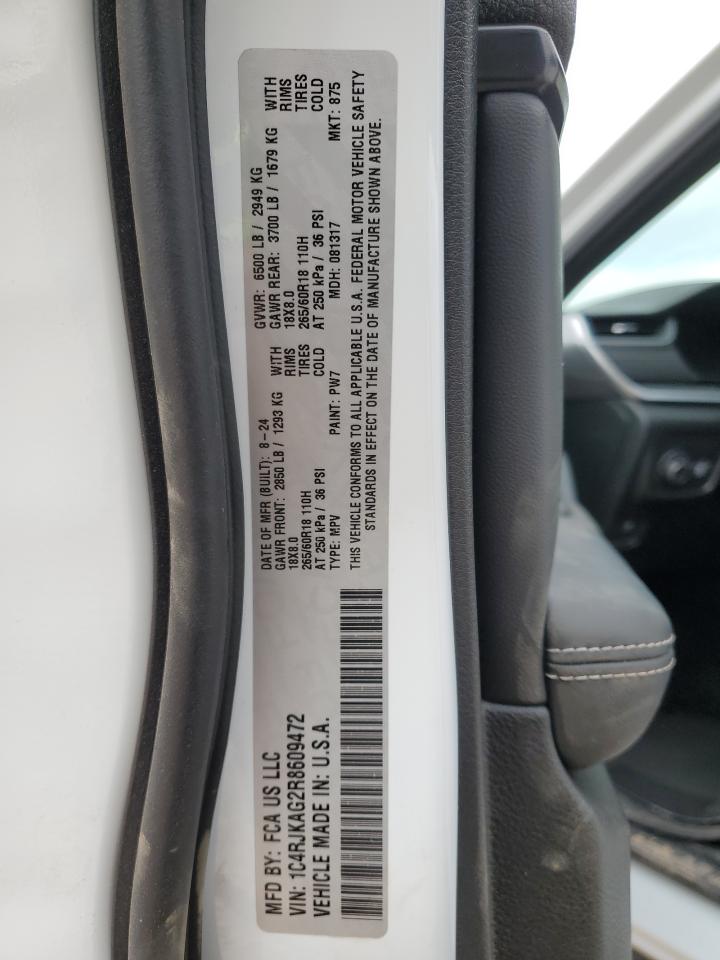 MFD BY: FCA US LLC
VIN: 1C4RJKAG2R8609472
VEHICLE MADE IN: U.S.A.
DATE OF MFR (BUILT): 8-24 GVWR: 6500 LB / 2949 KG
GAWR FRONT: 2850 LB / 1293 KG WITH GAWR REAR: 3700 LB / 1679 KG WITH
18X8.0 RIMS 18X8.0 RIMS
265/60R18 110H TIRES 265/60R18 110H TIRES
AT 250 kPa / 36 PSI COLD AT 250 kPa / 36 PSI COLD
TYPE: MPV PAINT: PW7 MDH: 081317 MKT: 875
THIS VEHICLE CONFORMS TO ALL APPLICABLE U.S.A. FEDERAL MOTOR VEHICLE SAFETY
STANDARDS IN EFFECT ON THE DATE OF MANUFACTURE SHOWN ABOVE.